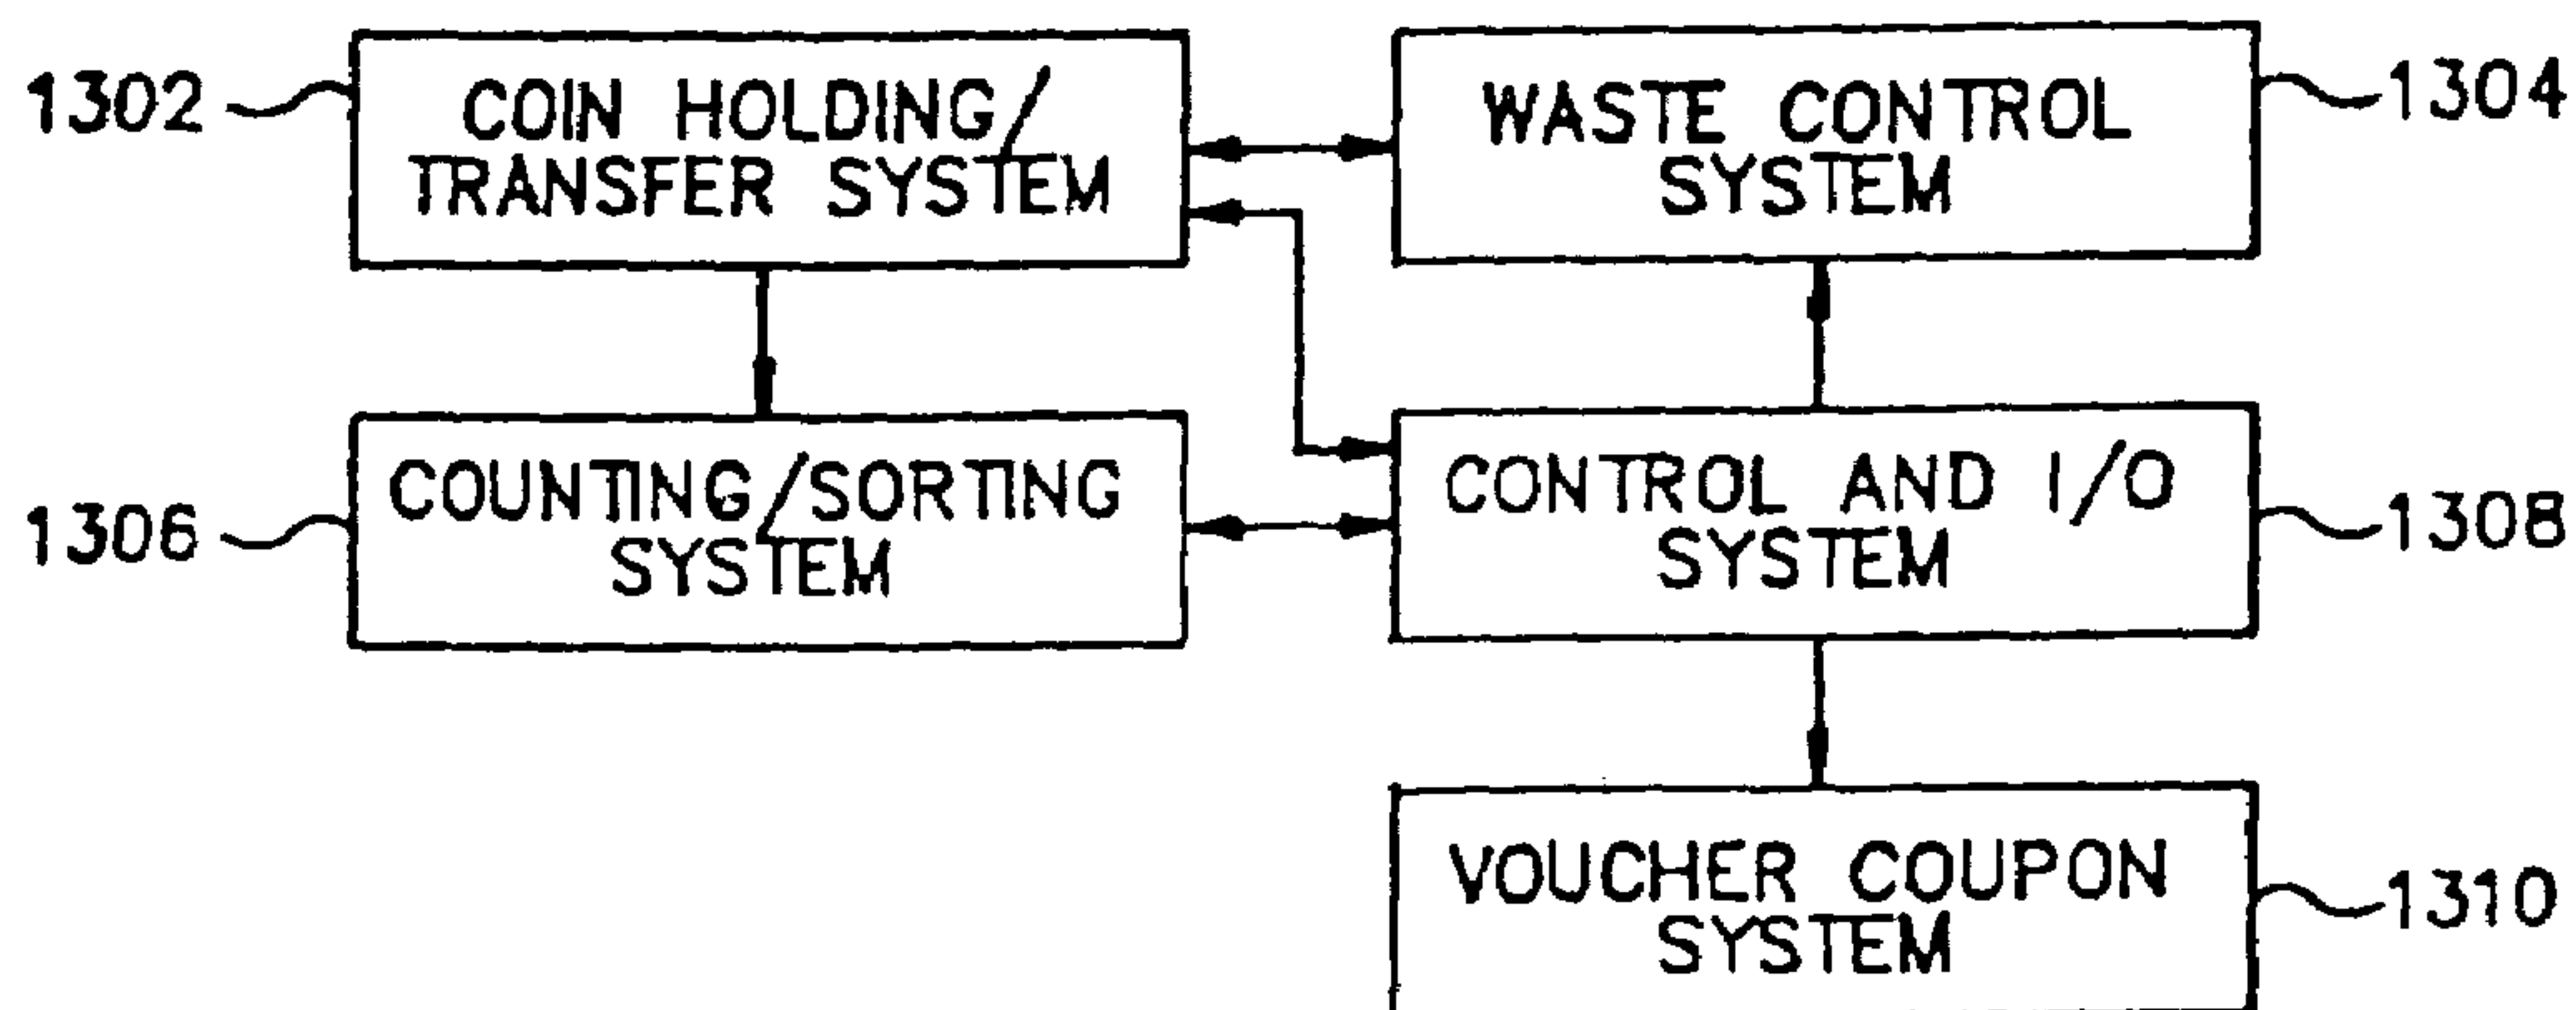 1302
COIN HOLDING/
TRANSFER SYSTEM
WASTE CONTROL
SYSTEM
1304
1306
COUNTING/SORTING
SYSTEM
CONTROL AND I/O
SYSTEM
1308
VOUCHER COUPON
SYSTEM
1310